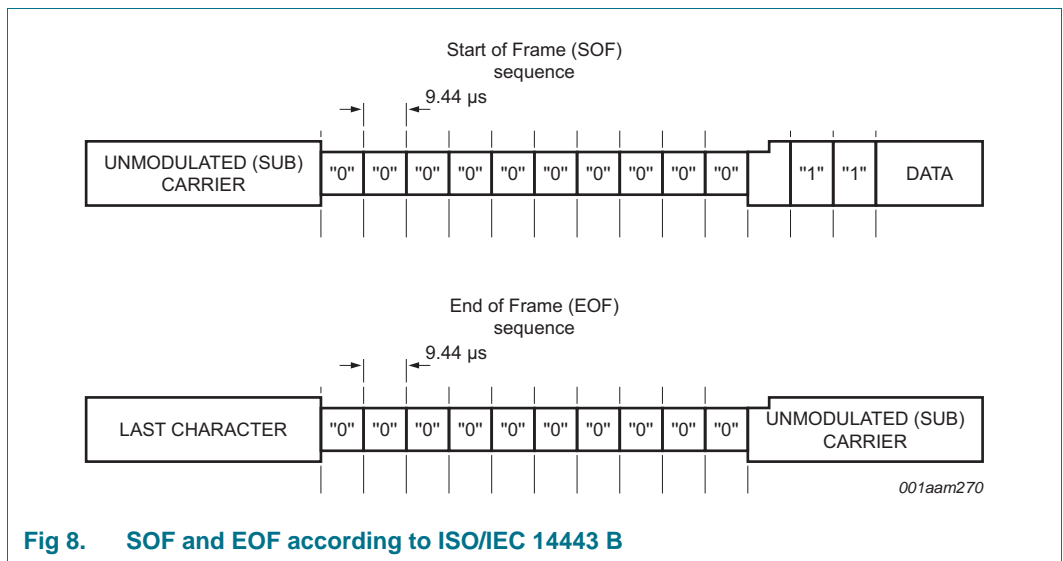 Start of Frame (SOF)
sequence
9.44 µs
UNMODULATED (SUB)
CARRIER
"0" "0" "0" "0" "0" "0" "0" "0" "0" "0" "1" "1" DATA
End of Frame (EOF)
sequence
9.44 µs
LAST CHARACTER "0" "0" "0" "0" "0" "0" "0" "0" "0" "0"
UNMODULATED (SUB)
CARRIER
001aam270
Fig 8. SOF and EOF according to ISO/IEC 14443 B